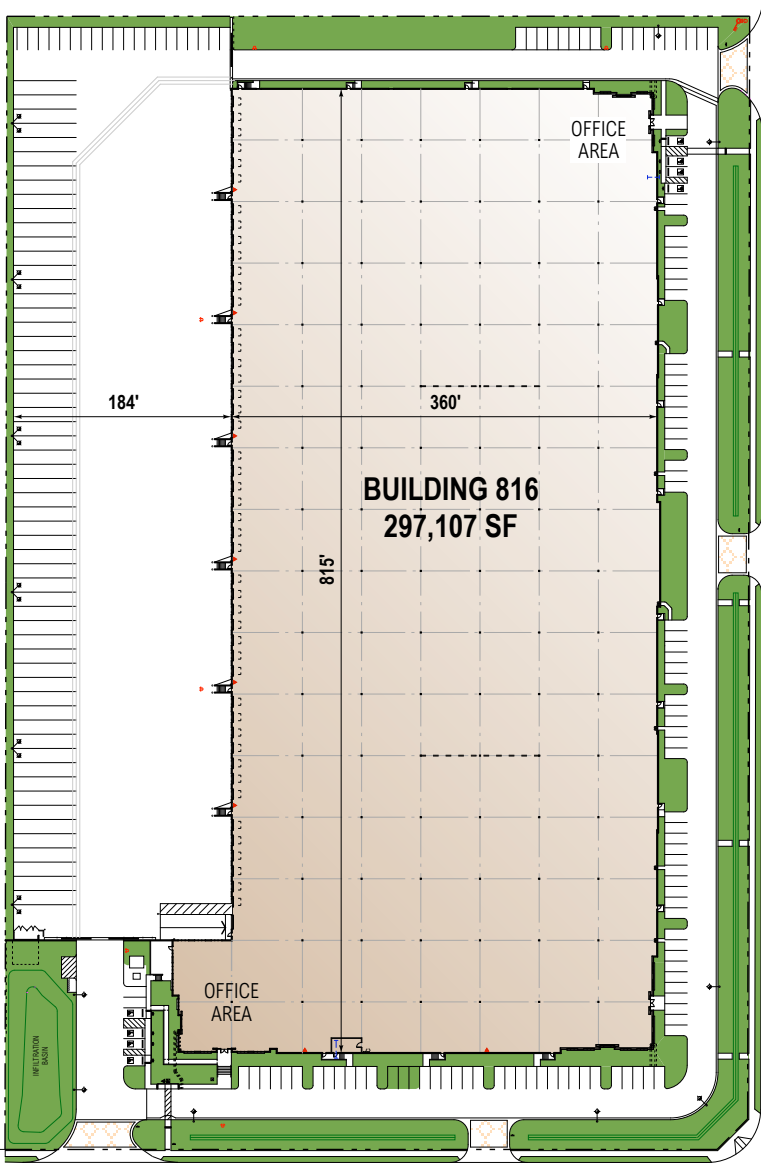 OFFICE
AREA
184'
360'
BUILDING 816
297,107 SF
815'
OFFICE
AREA
INFILTRATION
BASIN